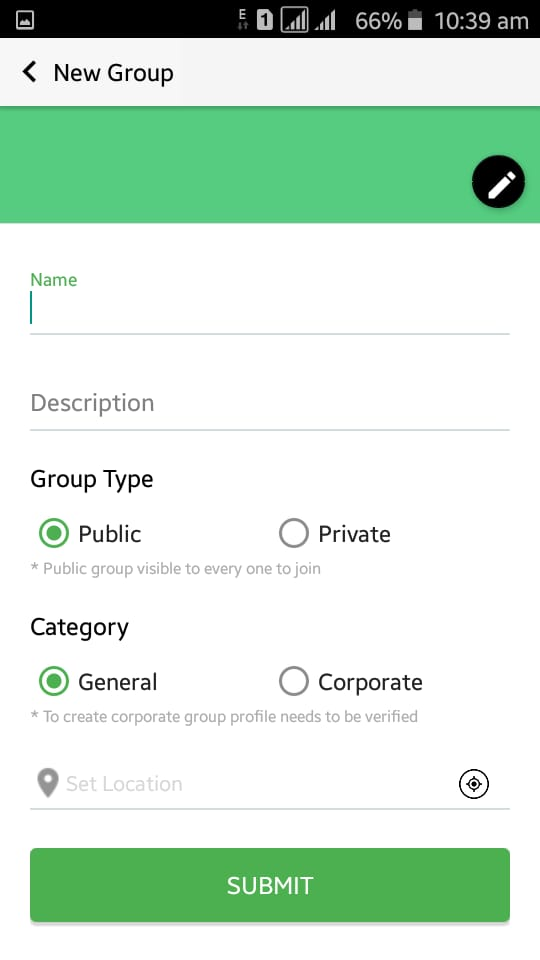 E 1 66% 10:39 am
New Group
Name
Description
Group Type
Public Private
* Public group visible to every one to join
Category
General Corporate
* To create corporate group profile needs to be verified
Set Location
SUBMIT